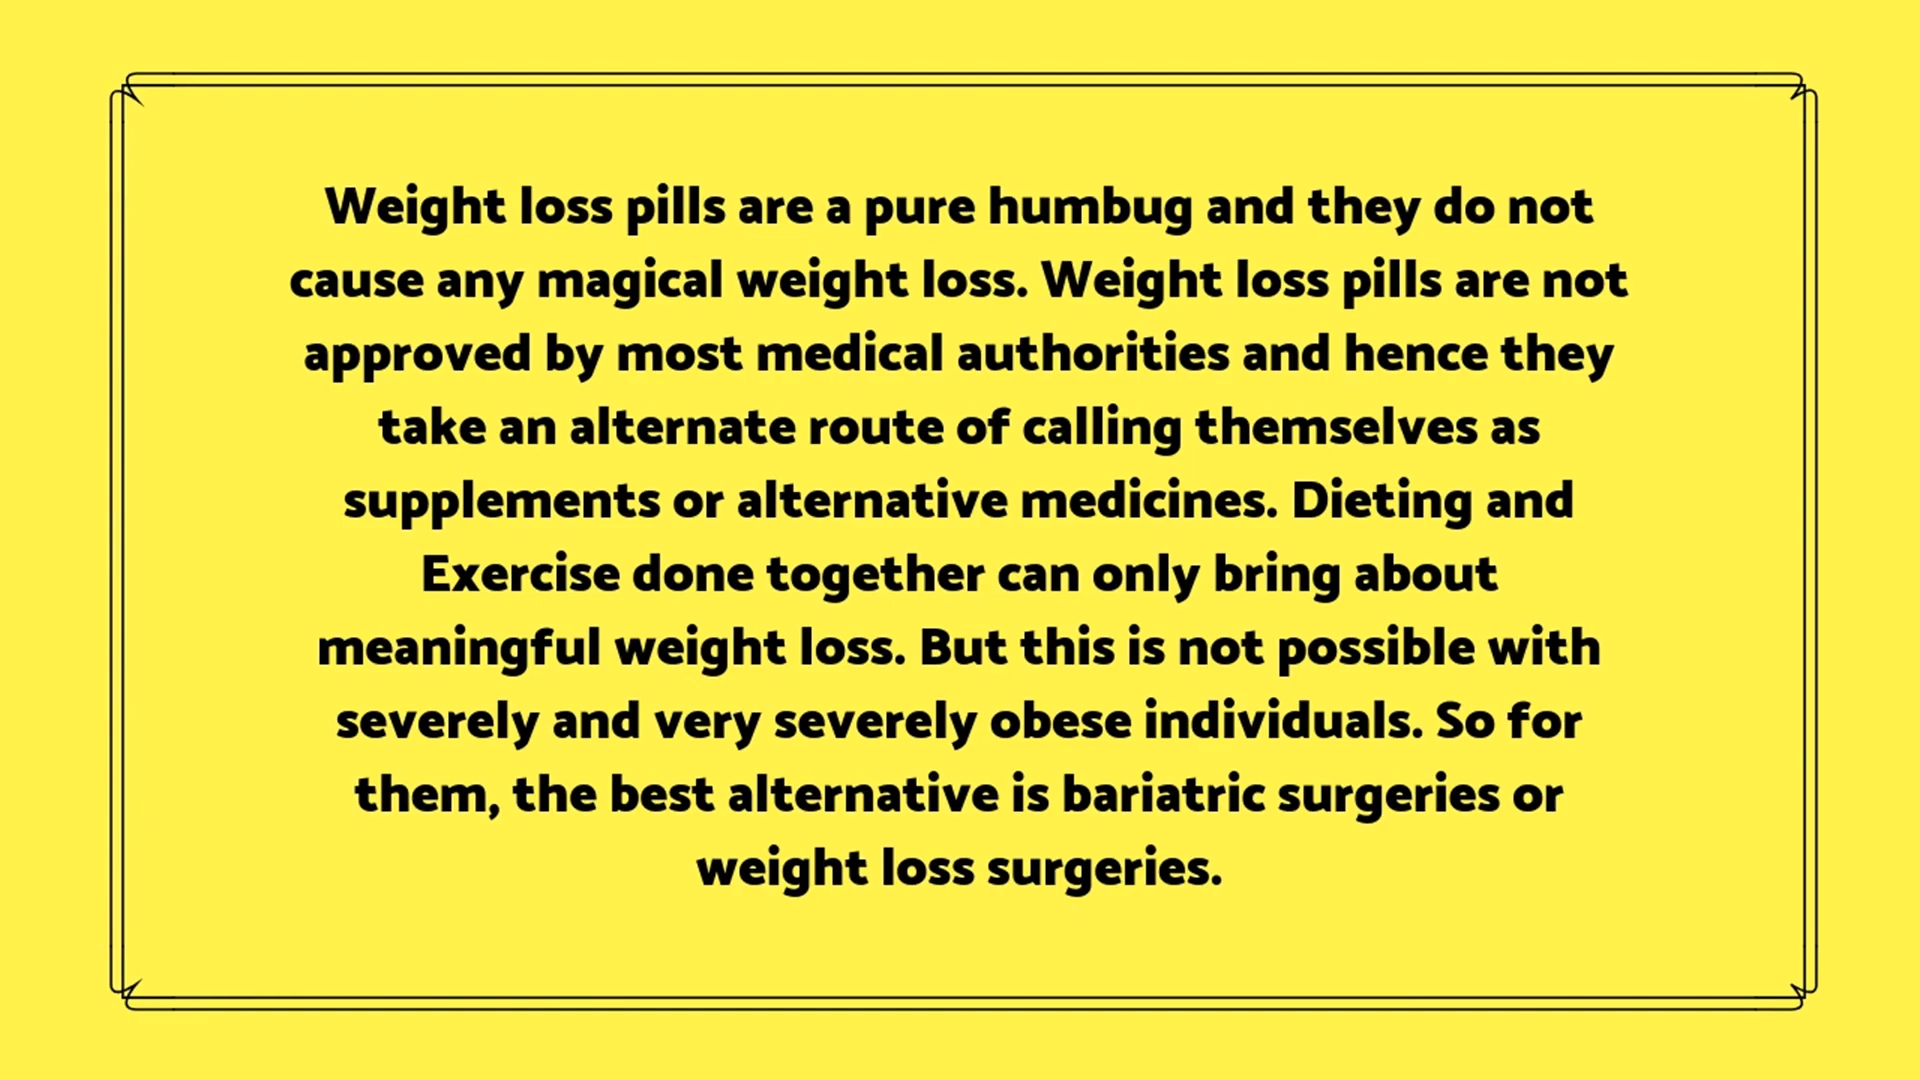 Weight loss pills are a pure humbug and they do not
cause any magical weight loss. Weight loss pills are not
approved by most medical authorities and hence they
take an alternate route of calling themselves as
supplements or alternative medicines. Dieting and
Exercise done together can only bring about
meaningful weight loss. But this is not possible with
severely and very severely obese individuals. So for
them, the best alternative is bariatric surgeries or
weight loss surgeries.